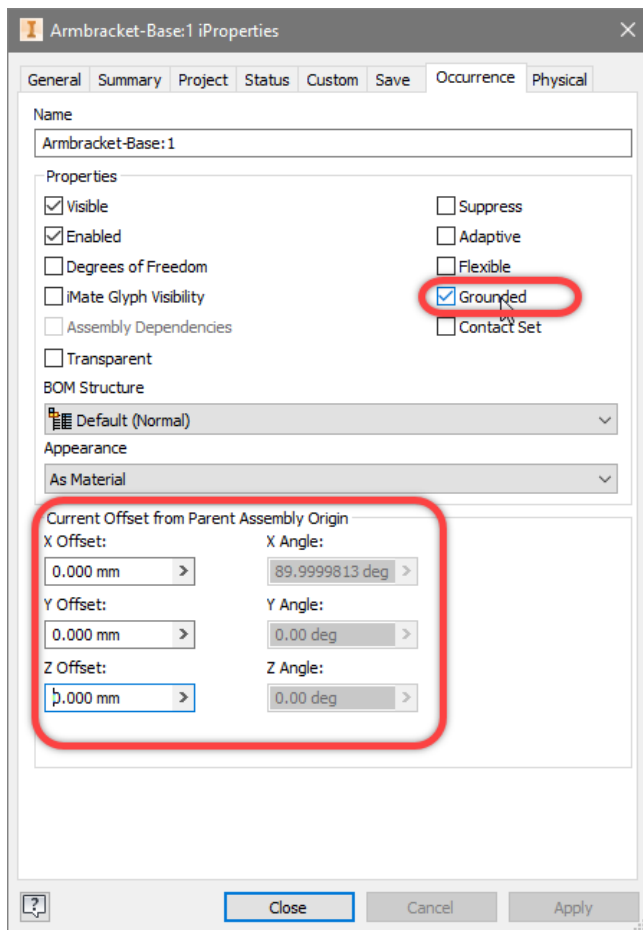 Armbracket-Base:1 iProperties
General Summary Project Status Custom Save Occurrence Physical
Name
Armbracket-Base:1
Properties
Visible Suppress
Enabled Adaptive
Degrees of Freedom Flexible
iMate Glyph Visibility Grounded
Assembly Dependencies Contact Set
Transparent
BOM Structure
Default (Normal)
Appearance
As Material
Current Offset from Parent Assembly Origin
X Offset: X Angle:
0.000 mm 89.9999813 deg
Y Offset: Y Angle:
0.000 mm 0.00 deg
Z Offset: Z Angle:
0.000 mm 0.00 deg
Close Cancel Apply